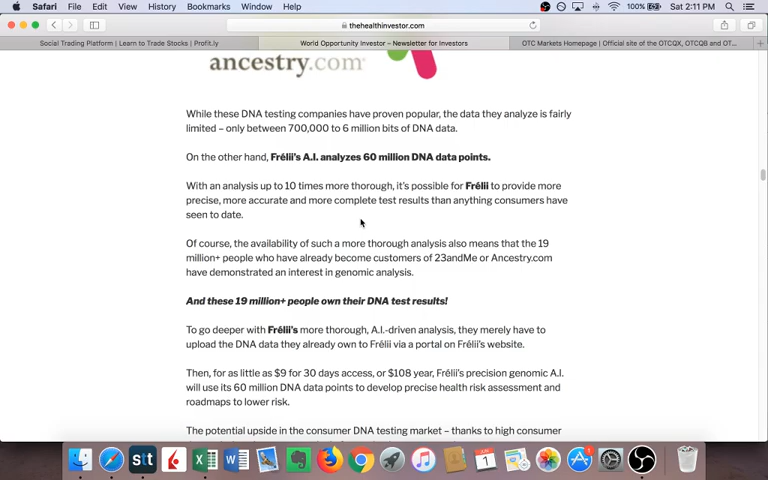 Safari File Edit View History Bookmarks Window Help 100% Sat 2:11 PM
thehealthinvestor.com
Social Trading Platform | Learn to Trade Stocks | Profit.ly World Opportunity Investor – Newsletter for Investors OTC Markets Homepage | Official site of the OTCQX, OTCQB and OT...
ancestry.com
While these DNA testing companies have proven popular, the data they analyze is fairly
limited – only between 700,000 to 6 million bits of DNA data.
On the other hand, Frélii's A.I. analyzes 60 million DNA data points.
With an analysis up to 10 times more thorough, it's possible for Frélii to provide more
precise, more accurate and more complete test results than anything consumers have
seen to date.
Of course, the availability of such a more thorough analysis also means that the 19
million+ people who have already become customers of 23andMe or Ancestry.com
have demonstrated an interest in genomic analysis.
And these 19 million+ people own their DNA test results!
To go deeper with Frélii's more thorough, A.I.-driven analysis, they merely have to
upload the DNA data they already own to Frélii via a portal on Frélii's website.
Then, for as little as $9 for 30 days access, or $108 year, Frélii's precision genomic A.I.
will use its 60 million DNA data points to develop precise health risk assessment and
roadmaps to lower risk.
The potential upside in the consumer DNA testing market – thanks to high consumer